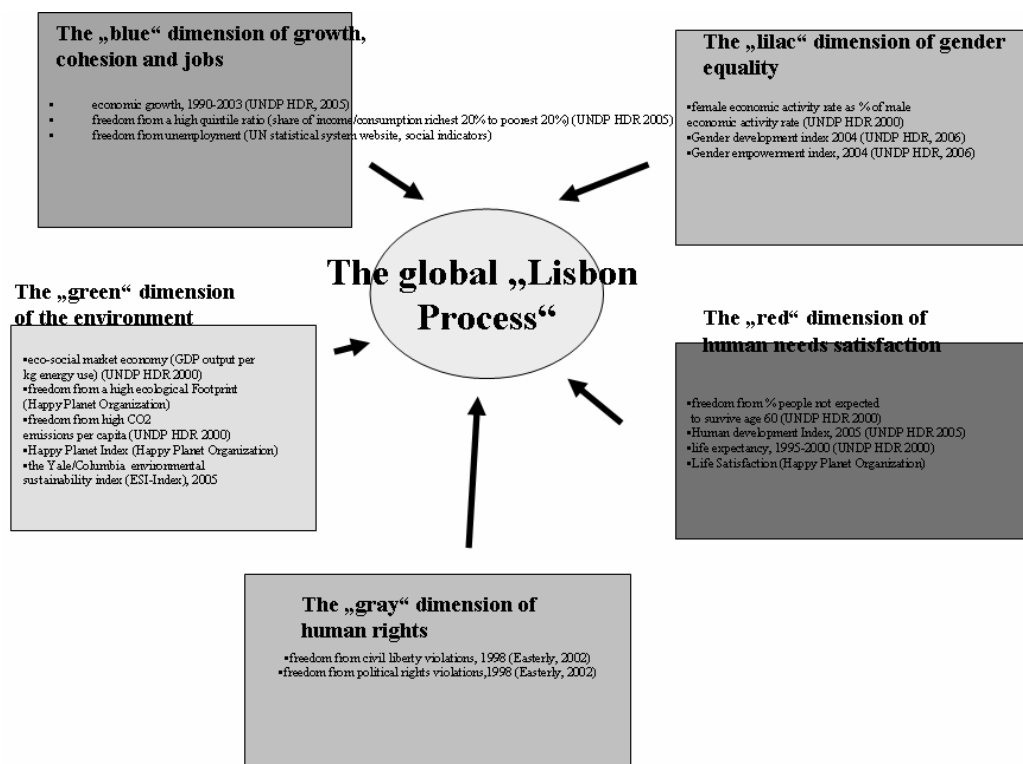 The „blue“ dimension of growth,
cohesion and jobs
▪ economic growth, 1990-2003 (UNDP HDR, 2005)
▪ freedom from a high quintile ratio (share of income/consumption richest 20% to poorest 20%) (UNDP HDR 2005)
▪ freedom from unemployment (UN statistical system website, social indicators)
The „lilac“ dimension of gender
equality
▪female economic activity rate as % of male
economic activity rate (UNDP HDR 2000)
▪Gender development index 2004 (UNDP HDR, 2006)
▪Gender empowerment index, 2004 (UNDP HDR, 2006)
The global „Lisbon
Process“
The „green“ dimension
of the environment
▪eco-social market economy (GDP output per
kg energy use) (UNDP HDR 2000)
▪freedom from a high ecological Footprint
(Happy Planet Organization)
▪freedom from high CO2
emissions per capita (UNDP HDR 2000)
▪Happy Planet Index (Happy Planet Organization)
▪the Yale/Columbia environmental
sustainability index (ESI-Index), 2005
The „red“ dimension of
human needs satisfaction
▪freedom from % people not expected
to survive age 60 (UNDP HDR 2000)
▪Human development Index, 2005 (UNDP HDR 2005)
▪life expectancy, 1995-2000 (UNDP HDR 2000)
▪Life Satisfaction (Happy Planet Organization)
The „gray“ dimension of
human rights
▪freedom from civil liberty violations, 1998 (Easterly, 2002)
▪freedom from political rights violations,1998 (Easterly, 2002)